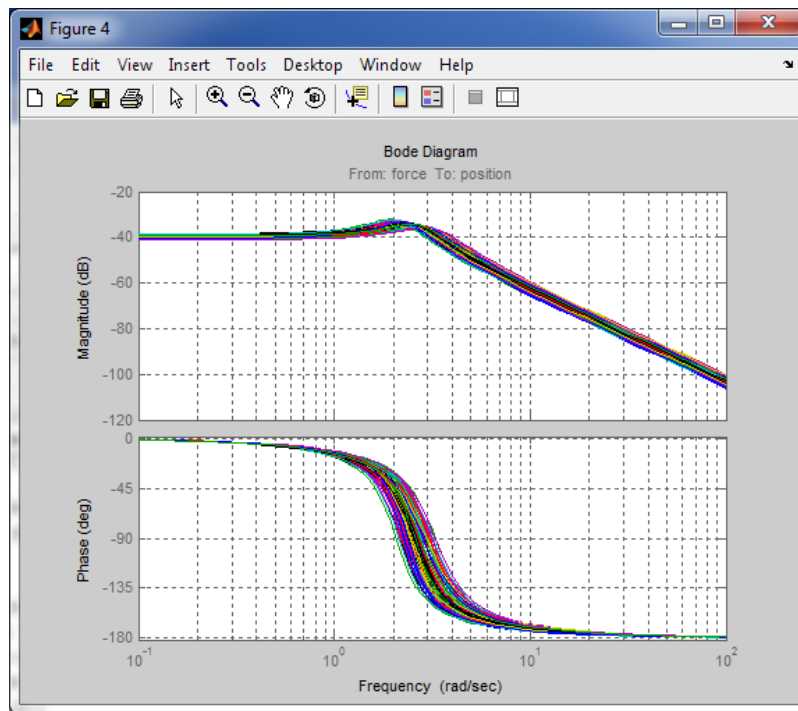 Figure 4
File Edit View Insert Tools Desktop Window Help
Bode Diagram
From: force To: position
Magnitude (dB)
-20
-40
-60
-80
-100
-120
Phase (deg)
0
-45
-90
-135
-180
10^-1 10^0 10^1 10^2
Frequency (rad/sec)